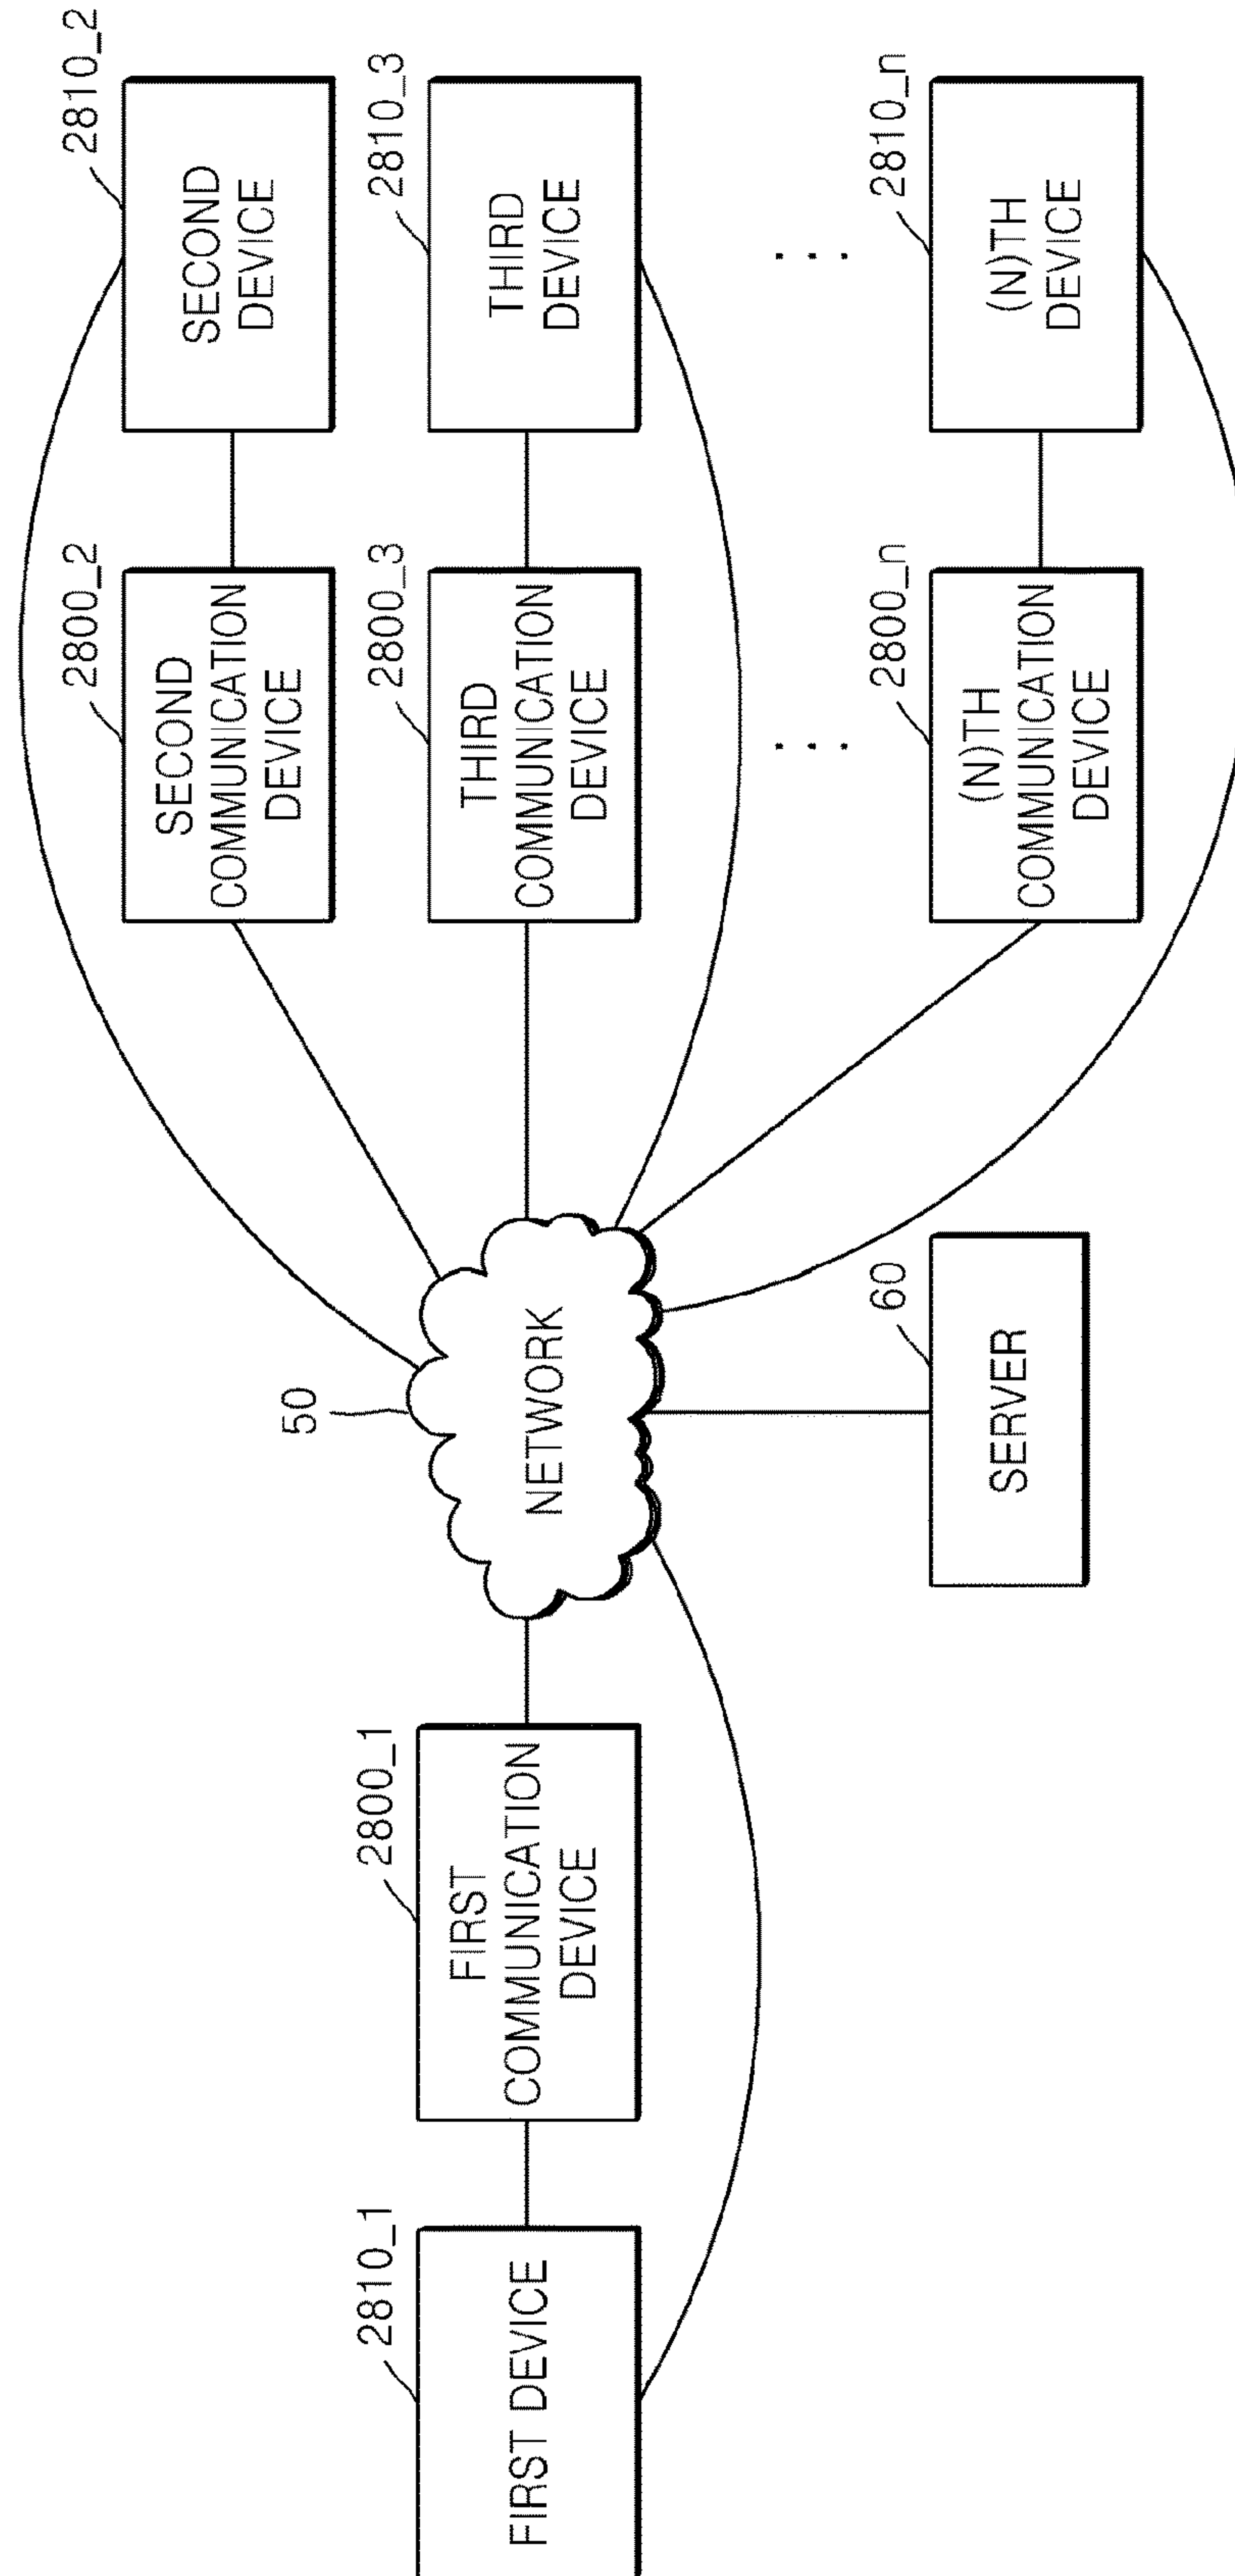 2810_1
FIRST DEVICE
2800_1
FIRST
COMMUNICATION
DEVICE
50
NETWORK
60
SERVER
2800_2
SECOND
COMMUNICATION
DEVICE
2810_2
SECOND
DEVICE
2800_3
THIRD
COMMUNICATION
DEVICE
2810_3
THIRD
DEVICE
. . .
. . .
2800_n
(N)TH
COMMUNICATION
DEVICE
2810_n
(N)TH
DEVICE